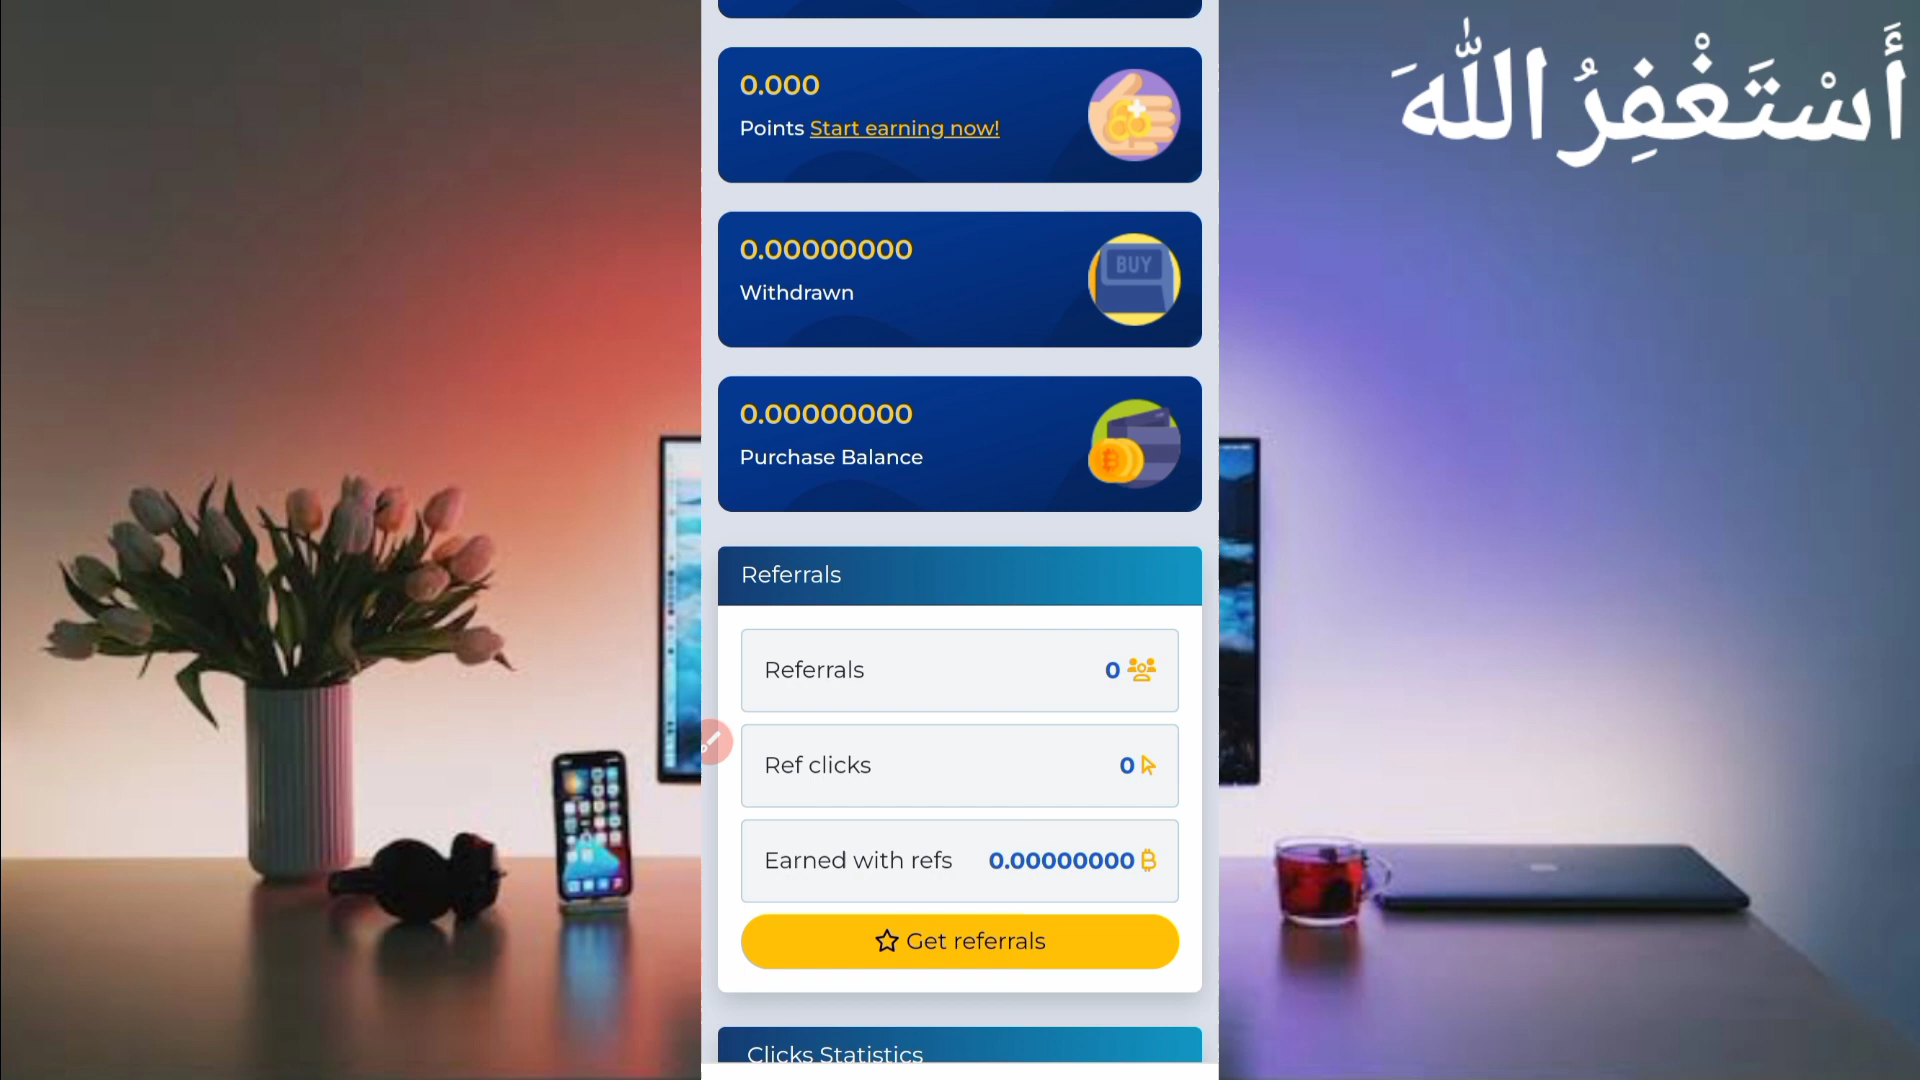 أَسْتَغْفِرُ اللّٰهَ
0.000
Points Start earning now!
0.00000000
Withdrawn
BUY
0.00000000
Purchase Balance
Referrals
Referrals 0
Ref clicks 0
Earned with refs 0.00000000
Get referrals
Clicks Statistics